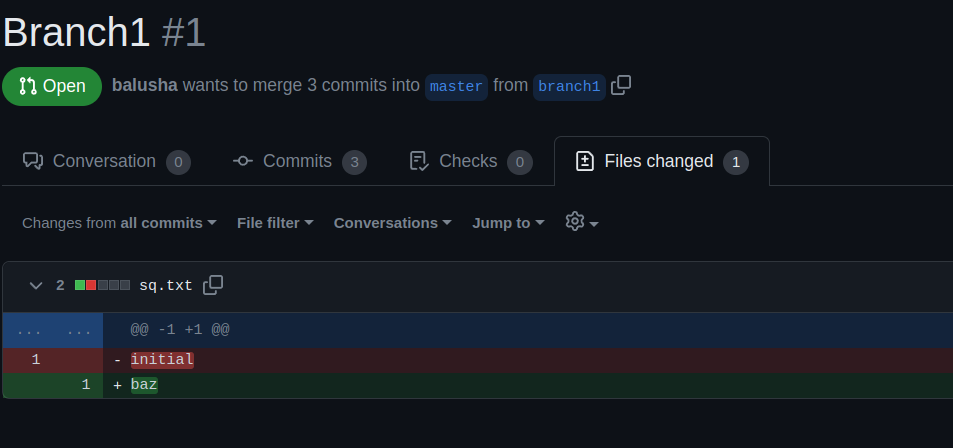 Branch1 #1
Open balusha wants to merge 3 commits into master from branch1
Conversation 0 Commits 3 Checks 0 Files changed 1
Changes from all commits File filter Conversations Jump to
2 sq.txt
... ... @@ -1 +1 @@
1 - initial
1 + baz